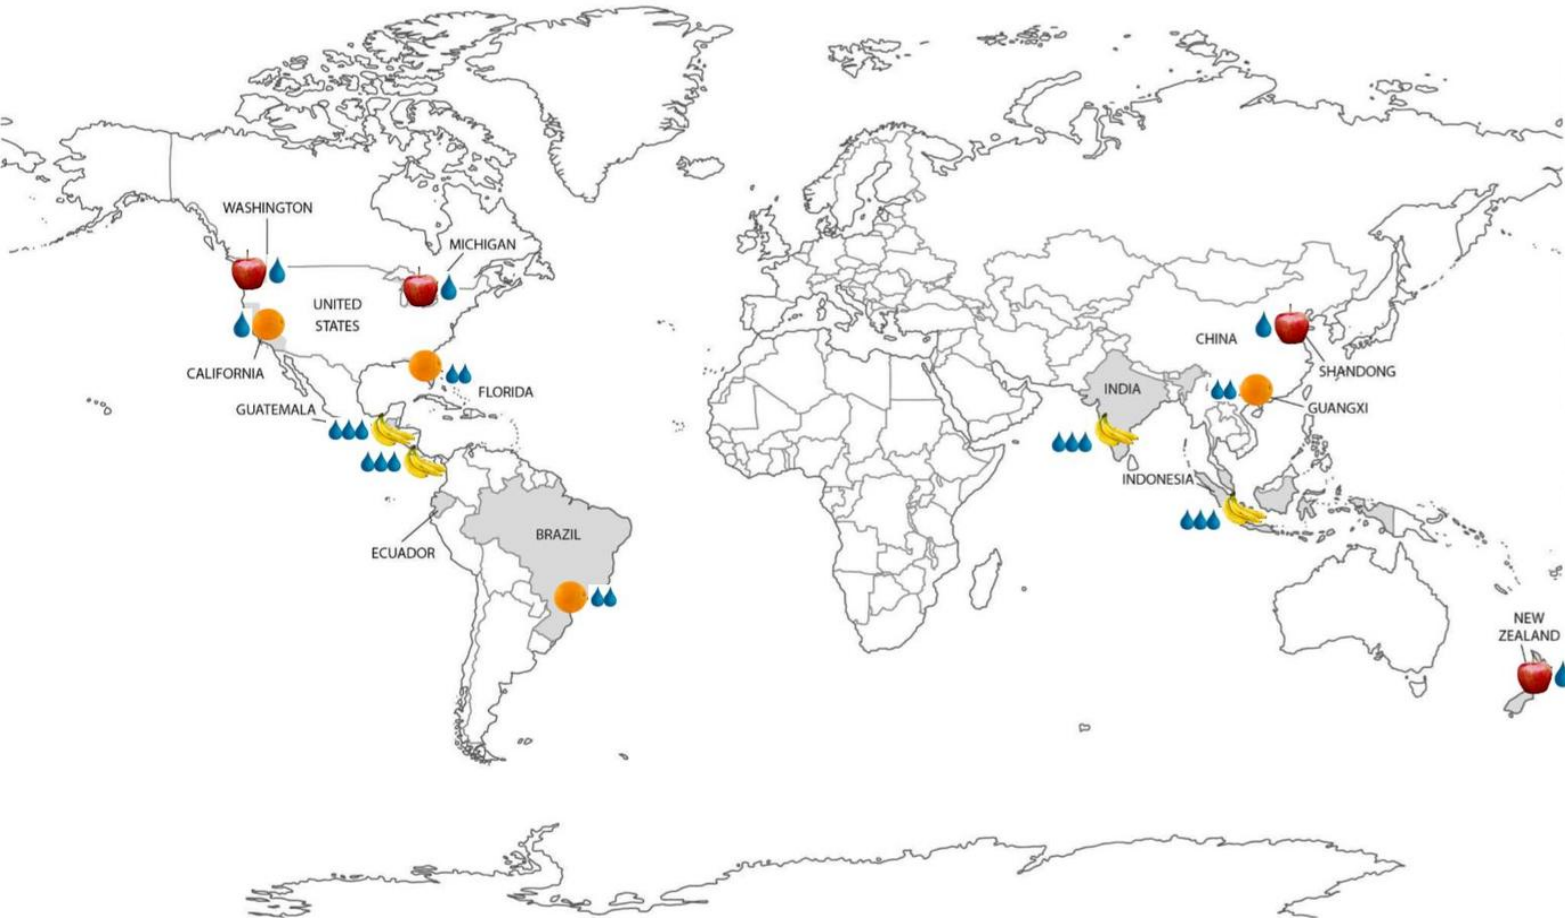 WASHINGTON
MICHIGAN
UNITED
STATES
CALIFORNIA
FLORIDA
GUATEMALA
ECUADOR
BRAZIL
CHINA
SHANDONG
INDIA
GUANGXI
INDONESIA
NEW
ZEALAND